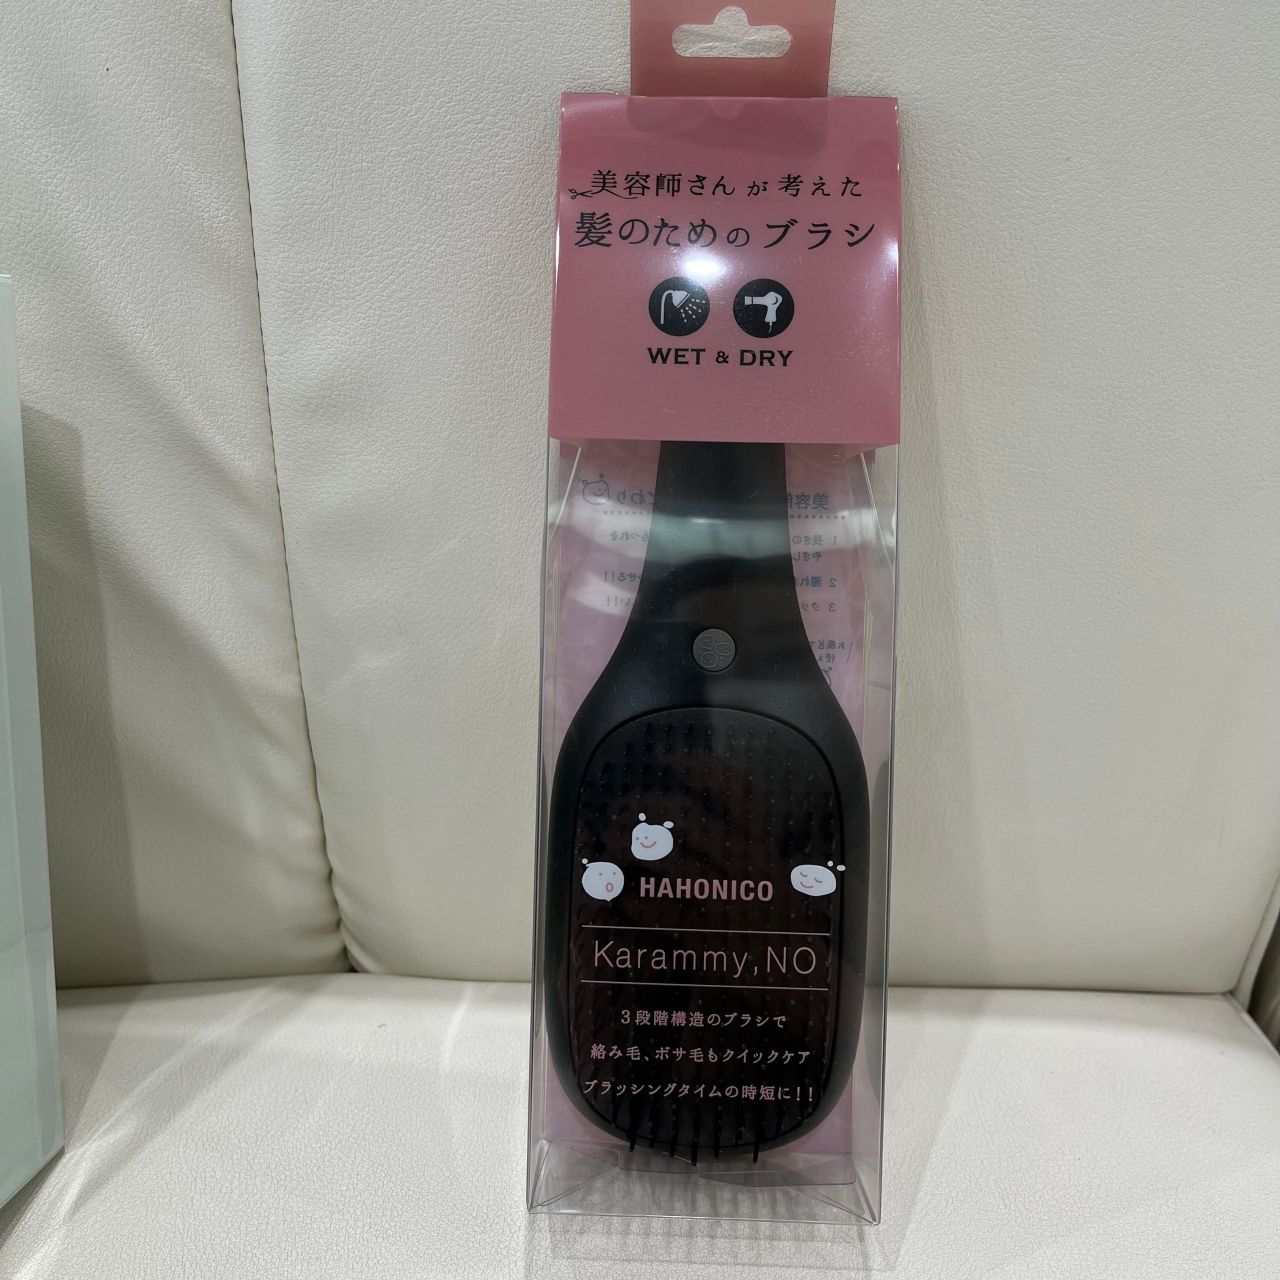 美容師さんが考えた
髪のためのブラシ
WET & DRY
HAHONICO
Karammy,NO
3段階構造のブラシで
絡み毛、ボサ毛もクイックケア
ブラッシングタイムの時短に!!